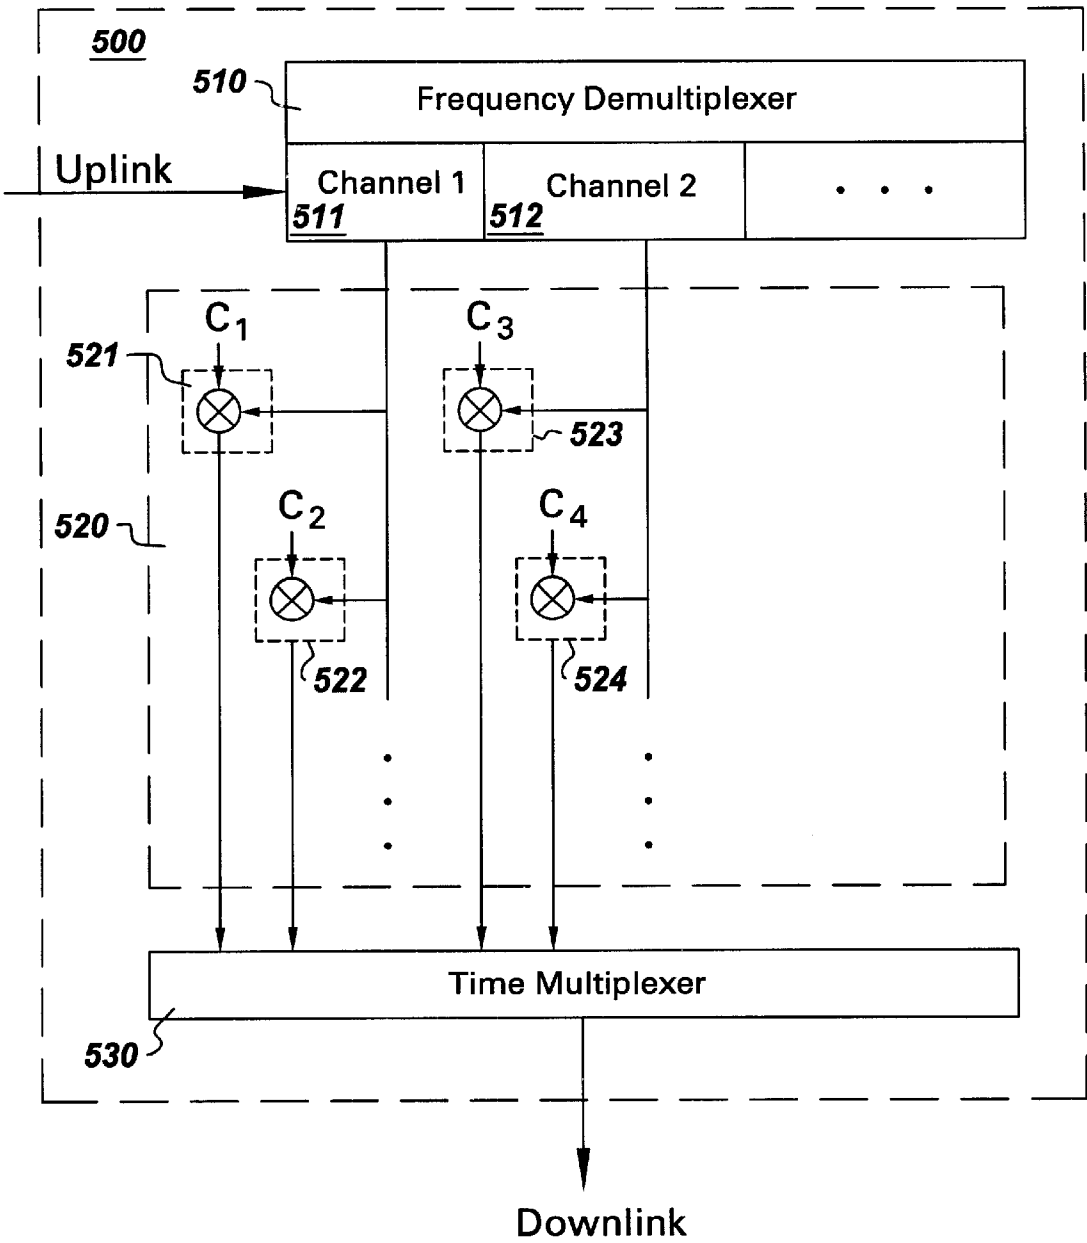 500
510
Frequency Demultiplexer
Uplink
Channel 1
511
Channel 2
512
. . .
C1
C3
521
523
C2
C4
520
522
524
Time Multiplexer
530
Downlink